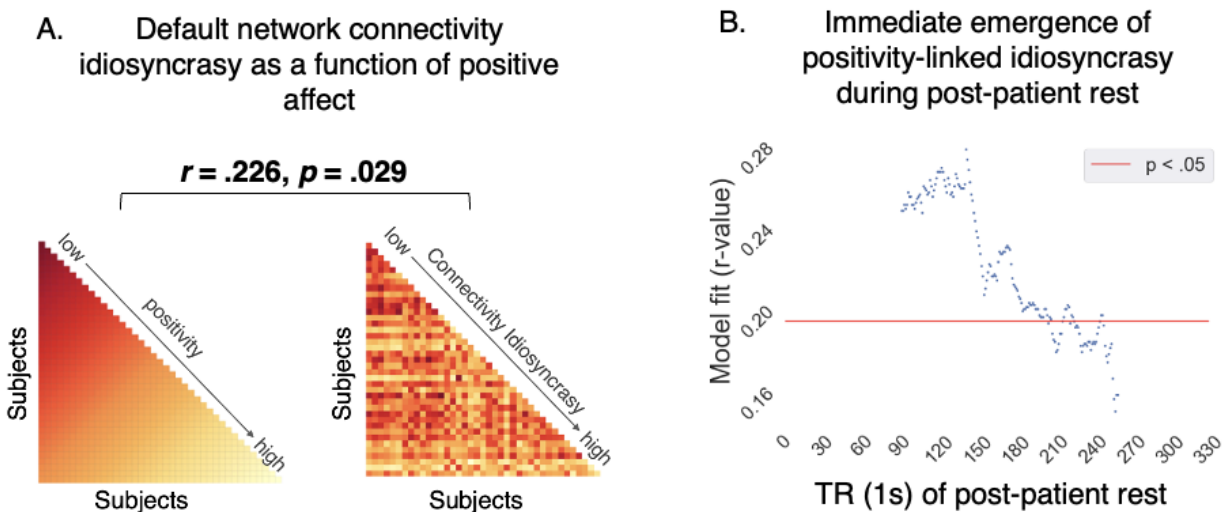 A.
Default network connectivity
idiosyncrasy as a function of positive
affect
r = .226, p = .029
low
positivity
high
Subjects
Subjects
low
Connectivity Idiosyncrasy
high
Subjects
Subjects
B.
Immediate emergence of
positivity-linked idiosyncrasy
during post-patient rest
p < .05
Model fit (r-value)
0.28
0.24
0.20
0.16
0 30 60 90 120 150 180 210 240 270 300 330
TR (1s) of post-patient rest